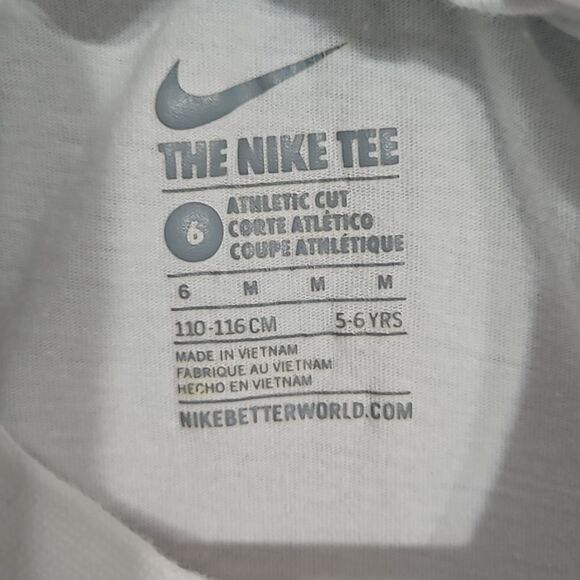 THE NIKE TEE
6
ATHLETIC CUT
CORTE ATLÉTICO
COUPE ATHLÉTIQUE
6 M M M
110-116 CM 5-6 YRS
MADE IN VIETNAM
FABRIQUE AU VIETNAM
HECHO EN VIETNAM
NIKEBETTERWORLD.COM